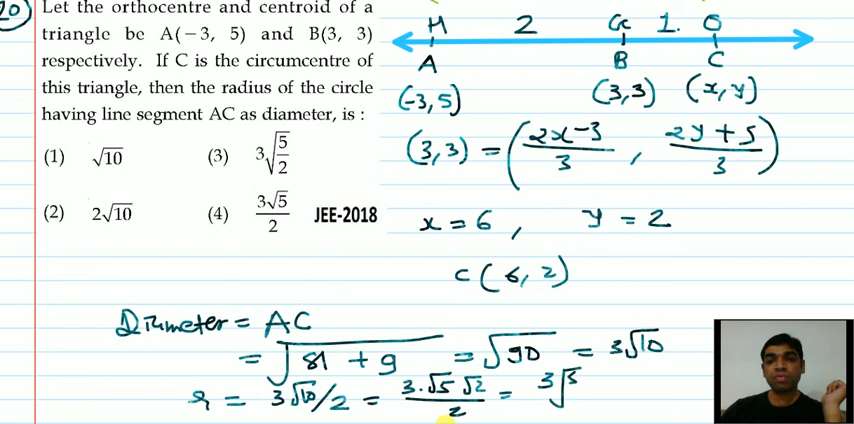 20
Let the orthocentre and centroid of a
triangle be A(−3, 5) and B(3, 3)
respectively. If C is the circumcentre of
this triangle, then the radius of the circle
having line segment AC as diameter, is :
(1) √10 (3) 3√(5/2)
(2) 2√10 (4) 3√5/2 JEE-2018
H 2 G 1. O
A B C
(-3,5) (3,3) (x,y)
(3,3) = (2x-3/3 , 2y+5/3)
x = 6 , y = 2
C(6,2)
Diameter = AC
= √81 + 9 = √90 = 3√10
r = 3√10/2 = 3.√5 √2/2 = 3√5